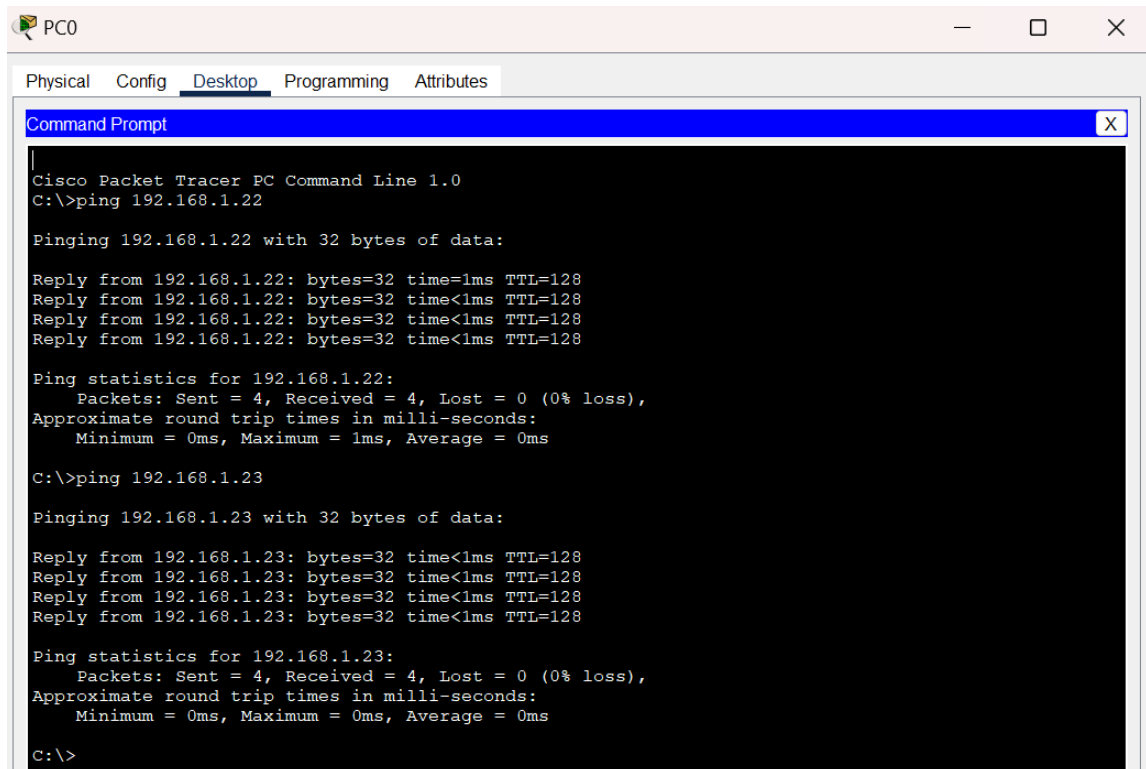 PC0
Physical Config Desktop Programming Attributes
Command Prompt X
Cisco Packet Tracer PC Command Line 1.0
C:\>ping 192.168.1.22
Pinging 192.168.1.22 with 32 bytes of data:
Reply from 192.168.1.22: bytes=32 time=1ms TTL=128
Reply from 192.168.1.22: bytes=32 time<1ms TTL=128
Reply from 192.168.1.22: bytes=32 time<1ms TTL=128
Reply from 192.168.1.22: bytes=32 time<1ms TTL=128
Ping statistics for 192.168.1.22:
    Packets: Sent = 4, Received = 4, Lost = 0 (0% loss),
Approximate round trip times in milli-seconds:
    Minimum = 0ms, Maximum = 1ms, Average = 0ms
C:\>ping 192.168.1.23
Pinging 192.168.1.23 with 32 bytes of data:
Reply from 192.168.1.23: bytes=32 time<1ms TTL=128
Reply from 192.168.1.23: bytes=32 time<1ms TTL=128
Reply from 192.168.1.23: bytes=32 time<1ms TTL=128
Reply from 192.168.1.23: bytes=32 time<1ms TTL=128
Ping statistics for 192.168.1.23:
    Packets: Sent = 4, Received = 4, Lost = 0 (0% loss),
Approximate round trip times in milli-seconds:
    Minimum = 0ms, Maximum = 0ms, Average = 0ms
C:\>